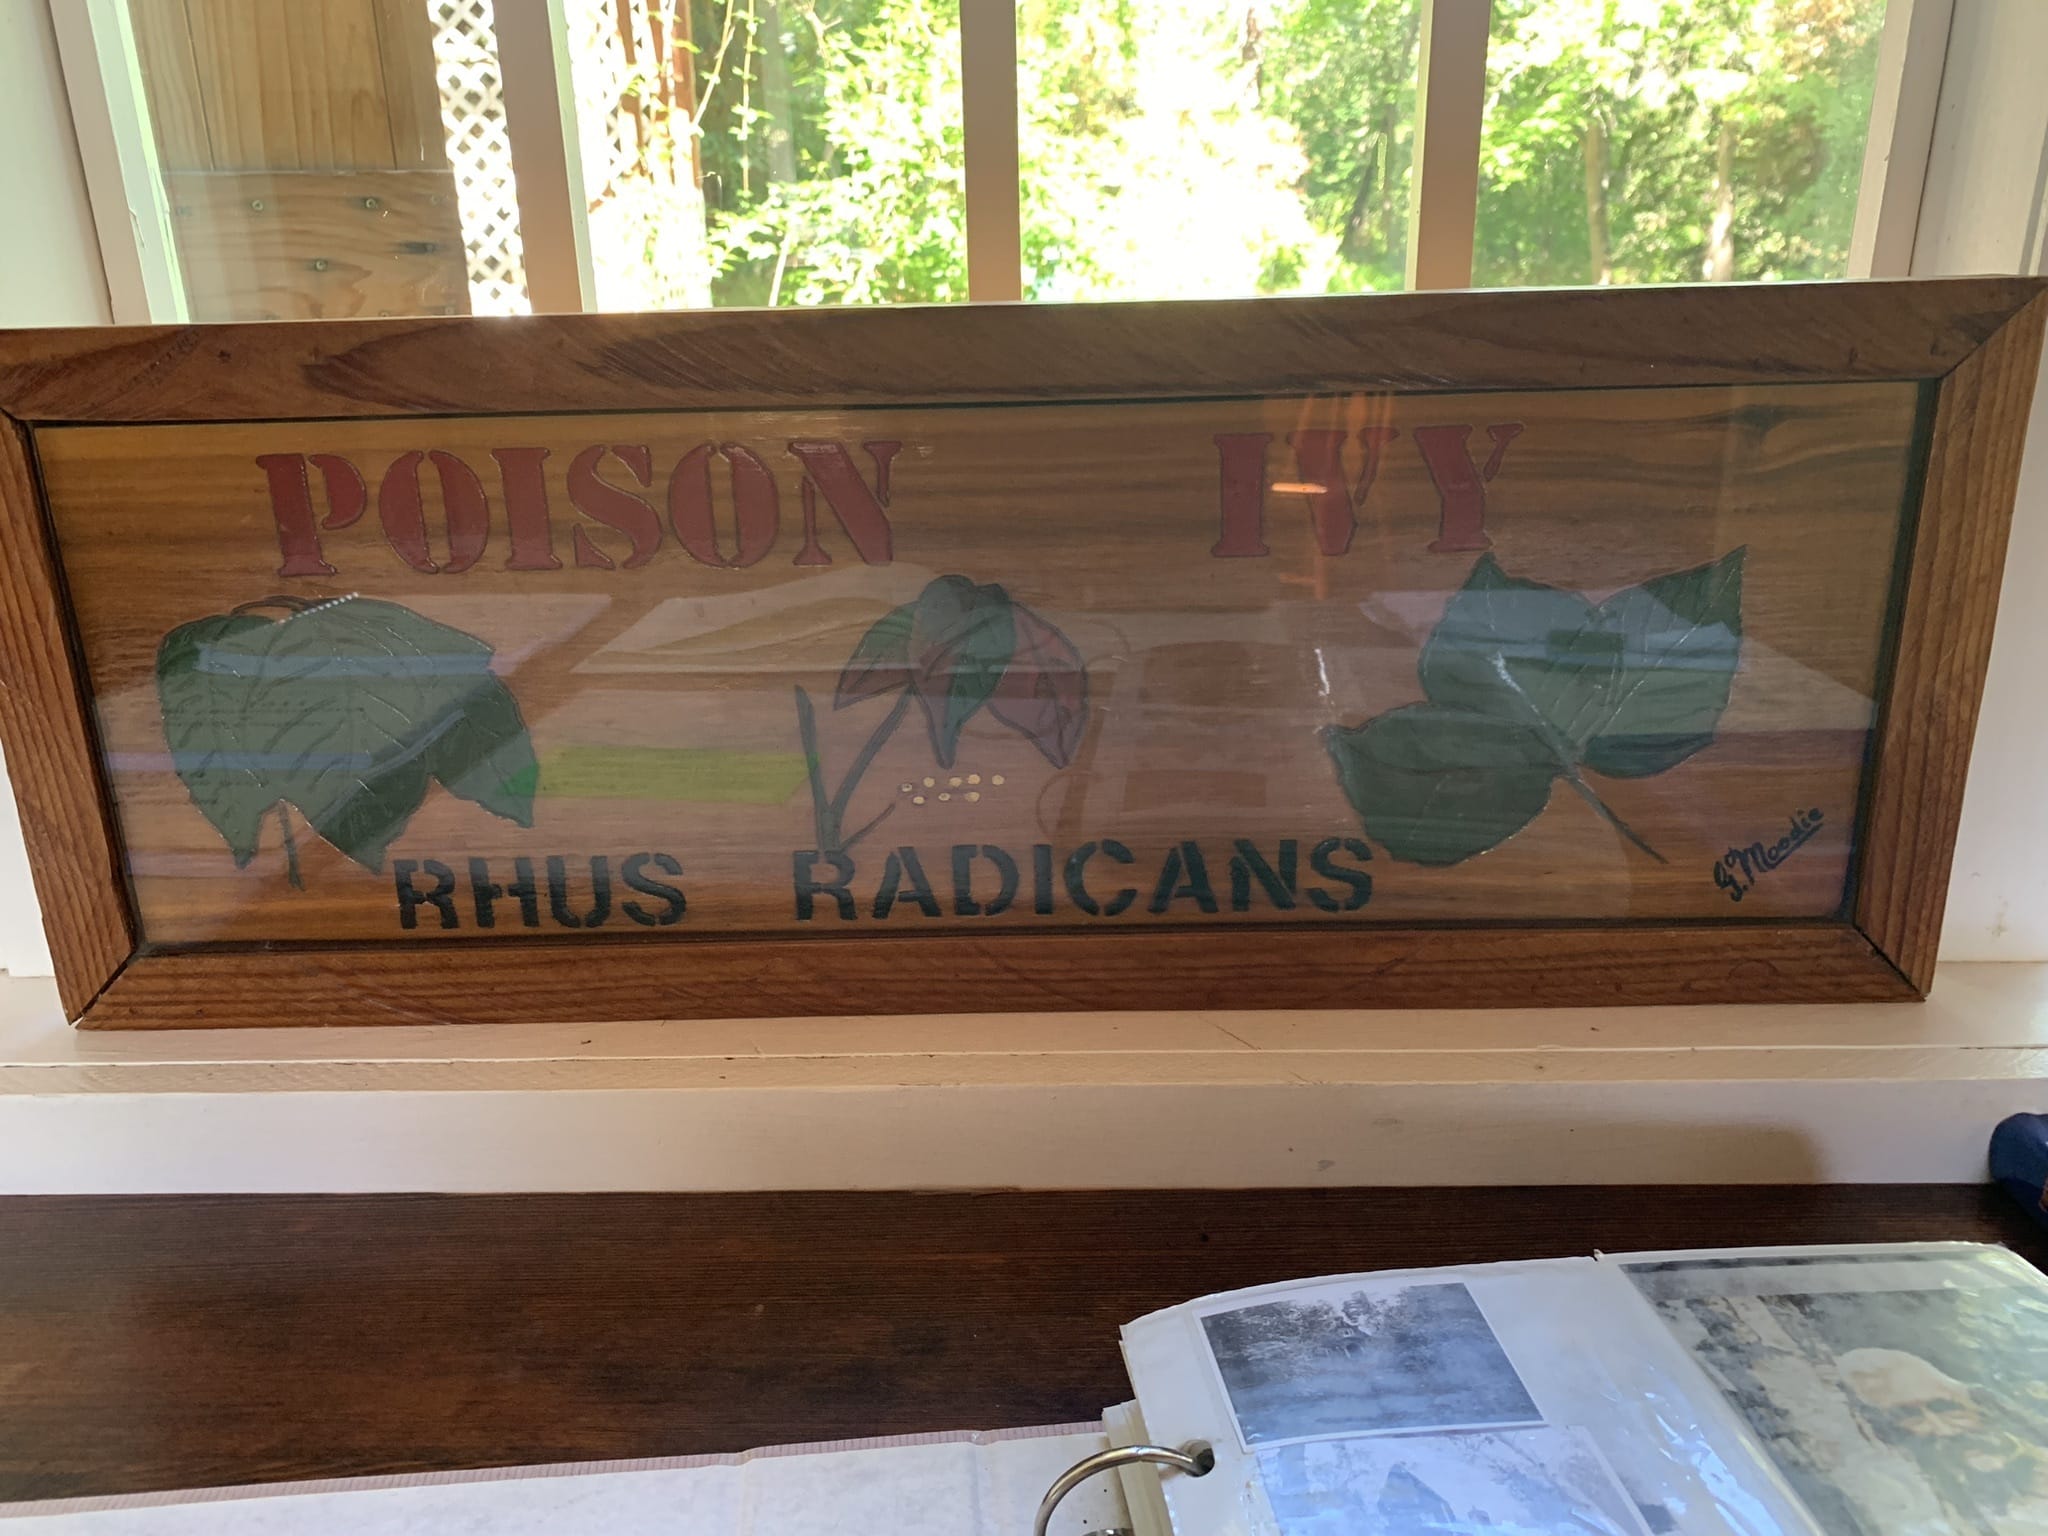 POISON IVY
RHUS RADICANS
J. Moodie